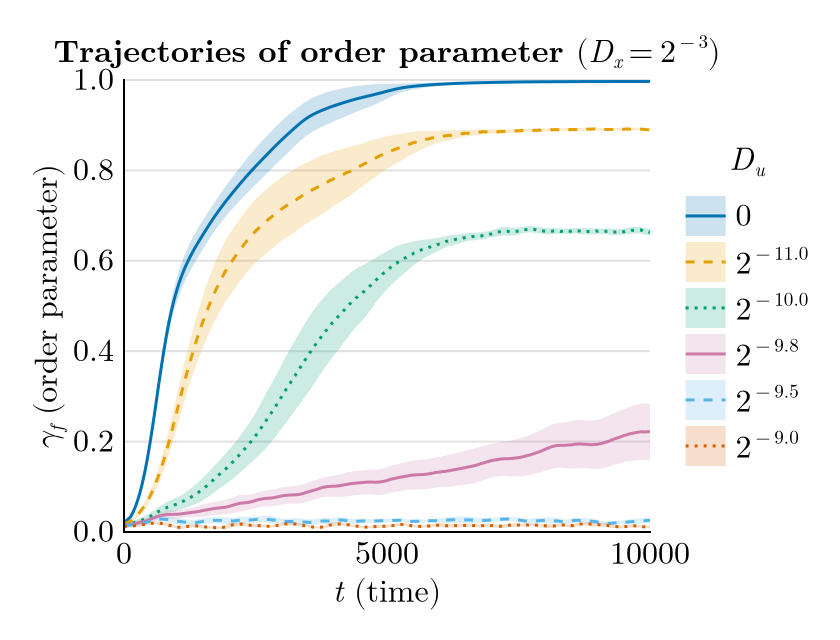 Trajectories of order parameter (Dₓ = 2⁻³)
γ_f (order parameter)
1.0
0.8
0.6
0.4
0.2
0.0
0 5000 10000
t (time)
Dᵤ
0
2⁻¹¹·⁰
2⁻¹⁰·⁰
2⁻⁹·⁸
2⁻⁹·⁵
2⁻⁹·⁰